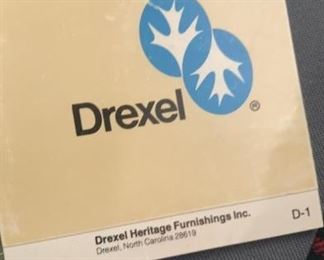 Drexel ®
Drexel Heritage Furnishings Inc.
Drexel, North Carolina 28619
D-1